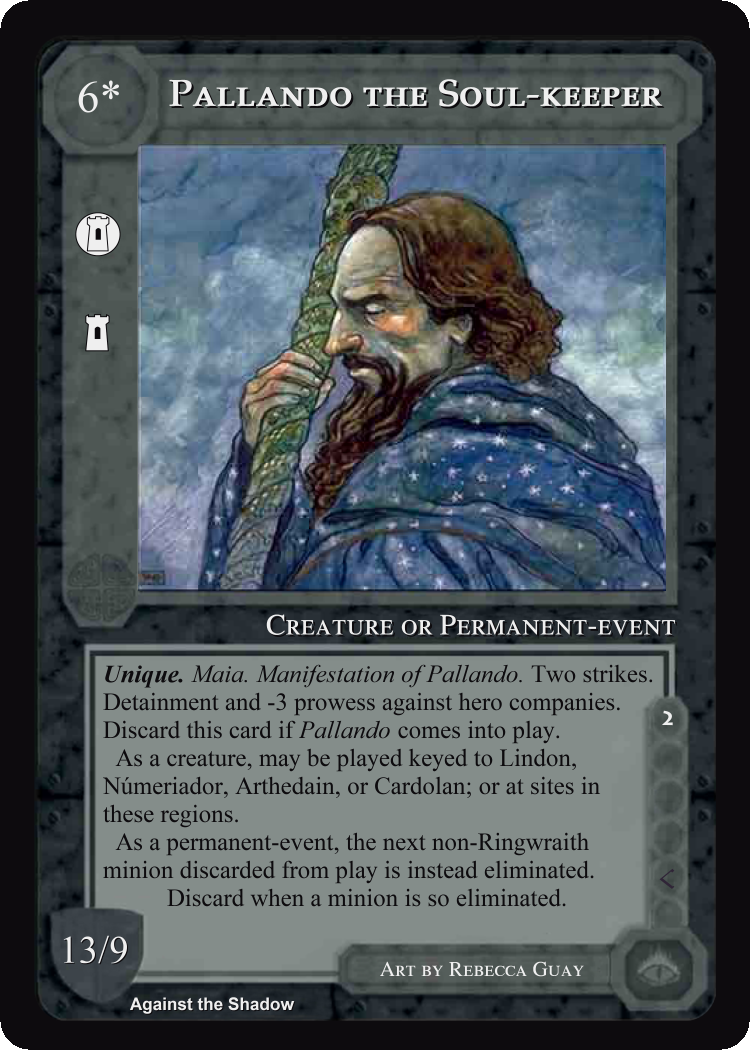 6*
PALLANDO THE SOUL-KEEPER
CREATURE OR PERMANENT-EVENT
Unique. Maia. Manifestation of Pallando. Two strikes.
Detainment and -3 prowess against hero companies.
Discard this card if Pallando comes into play.
As a creature, may be played keyed to Lindon,
Númeriador, Arthedain, or Cardolan; or at sites in
these regions.
As a permanent-event, the next non-Ringwraith
minion discarded from play is instead eliminated.
Discard when a minion is so eliminated.
2
13/9
ART BY REBECCA GUAY
Against the Shadow